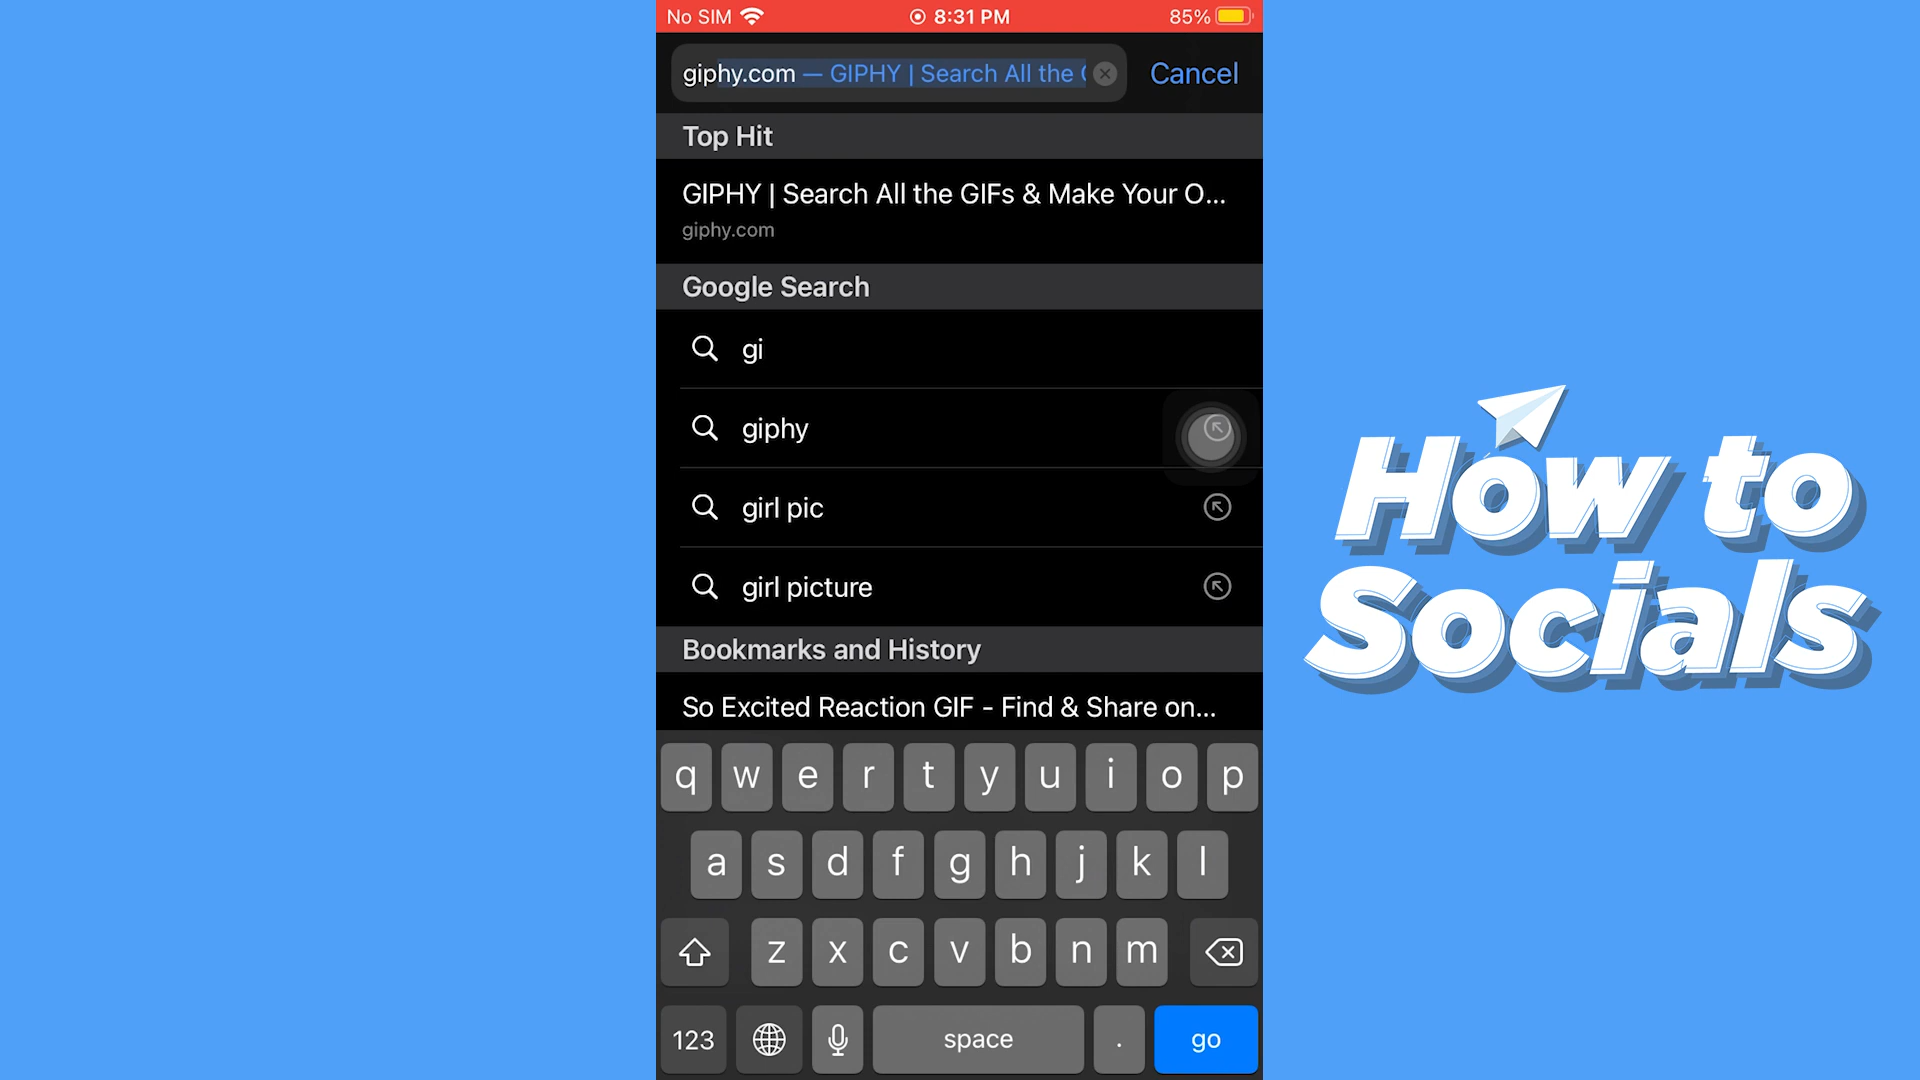 No SIM 8:31 PM 85%
giphy.com — GIPHY | Search All the Cancel
Top Hit
GIPHY | Search All the GIFs & Make Your O...
giphy.com
Google Search
gi
giphy
girl pic
girl picture
Bookmarks and History
So Excited Reaction GIF - Find & Share on...
q w e r t y u i o p
a s d f g h j k l
z x c v b n m
123 space . go
How to
Socials